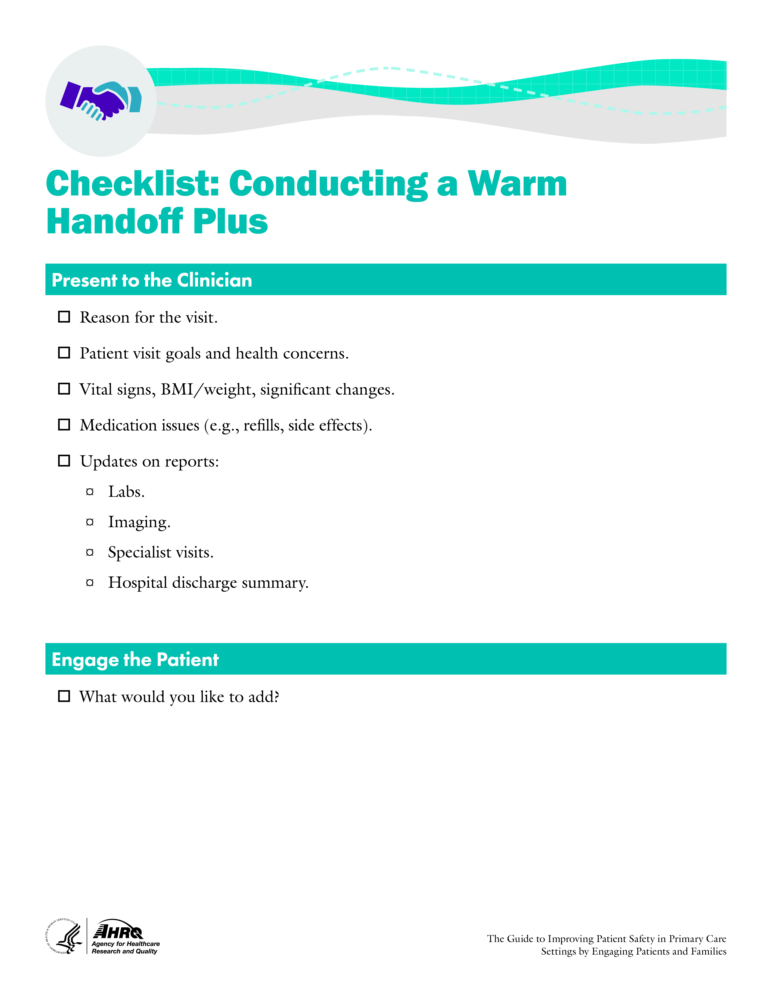 Checklist: Conducting a Warm
Handoff Plus
Present to the Clinician
Reason for the visit.
Patient visit goals and health concerns.
Vital signs, BMI/weight, significant changes.
Medication issues (e.g., refills, side effects).
Updates on reports:
¤ Labs.
¤ Imaging.
¤ Specialist visits.
¤ Hospital discharge summary.
Engage the Patient
What would you like to add?
DEPARTMENT OF HEALTH & HUMAN SERVICES • USA
AHRQ
Agency for Healthcare
Research and Quality
The Guide to Improving Patient Safety in Primary Care
Settings by Engaging Patients and Families